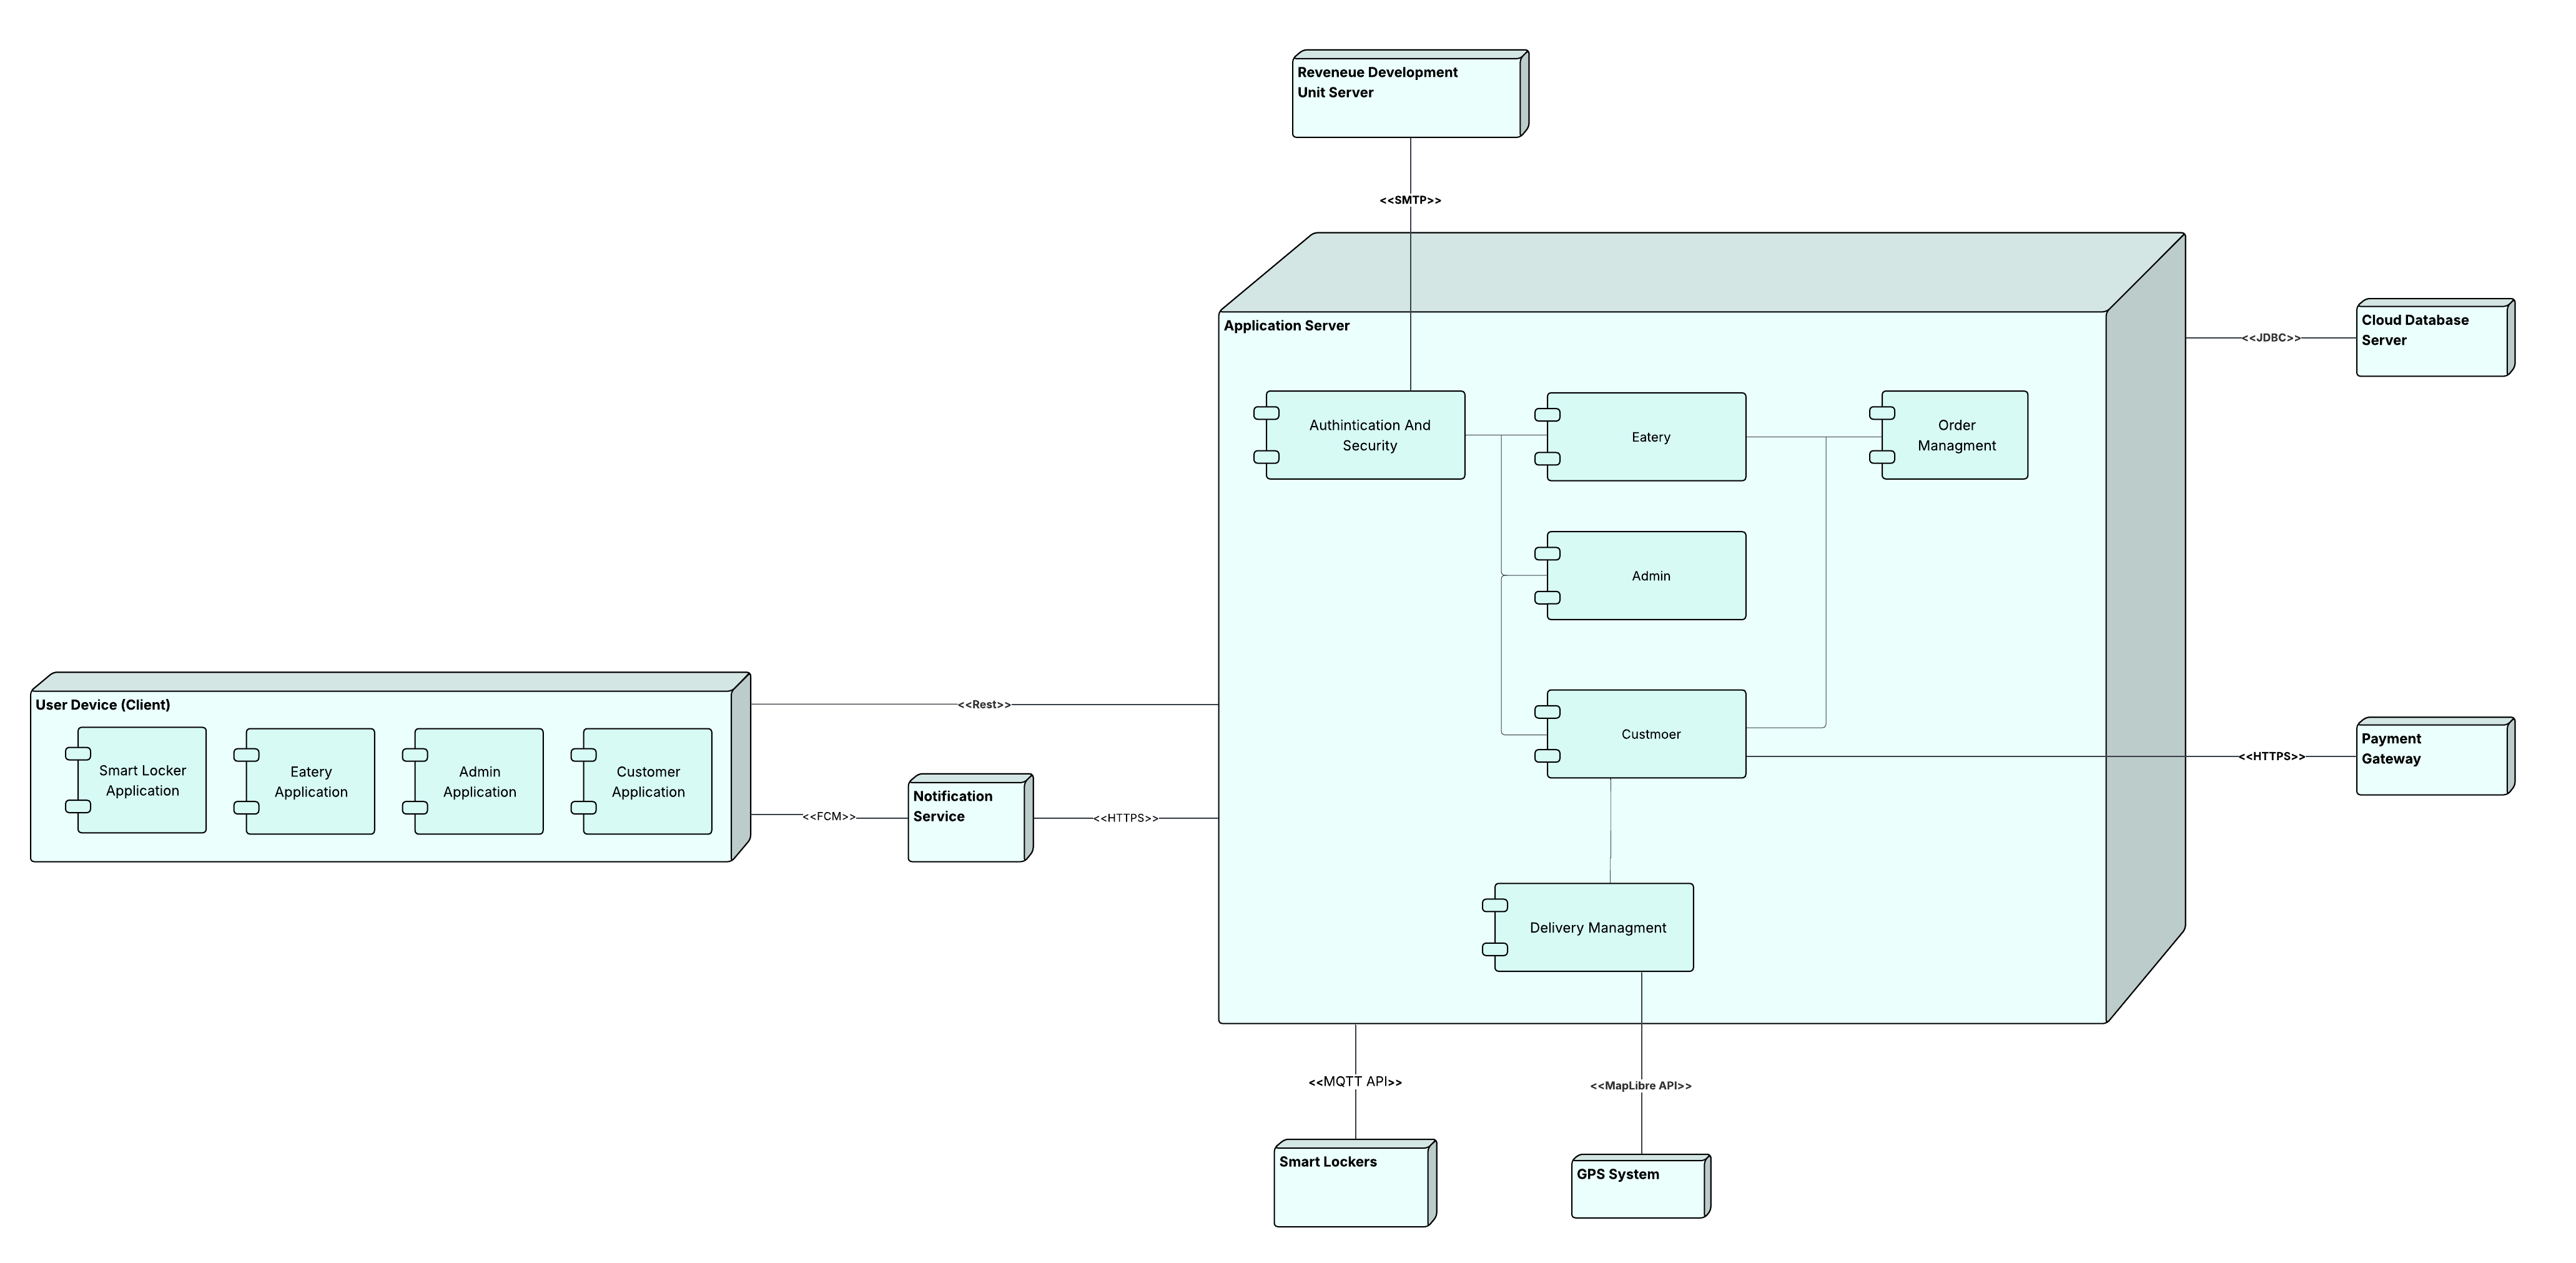 Reveneue Development
Unit Server
<<SMTP>>
Application Server
Cloud Database
Server
<<JDBC>>
Authintication And
Security
Eatery
Order
Managment
Admin
User Device (Client)
<<Rest>>
Custmoer
Payment
Gateway
<<HTTPS>>
Smart Locker
Application
Eatery
Application
Admin
Application
Customer
Application
<<FCM>>
Notification
Service
<<HTTPS>>
Delivery Managment
<<MQTT API>>
<<MapLibre API>>
Smart Lockers
GPS System